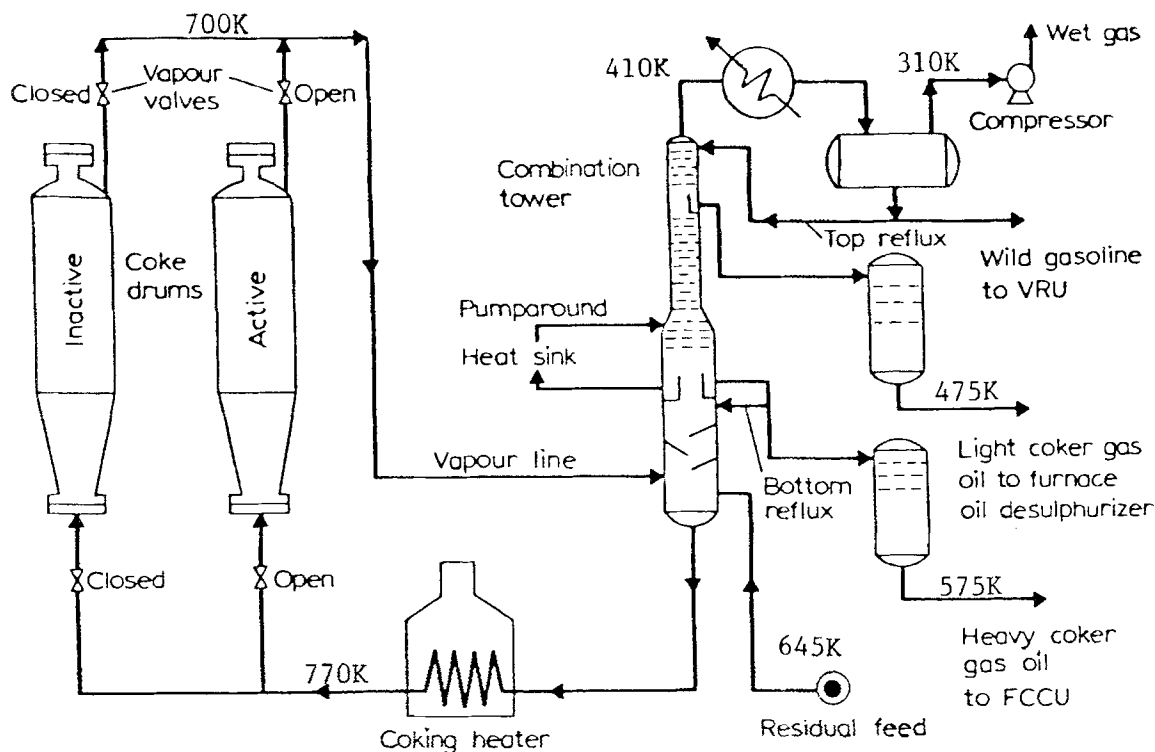 700K
Vapour
valves
Closed
Open
410K
310K
Wet gas
Compressor
Combination
tower
Top reflux
Wild gasoline
to VRU
Inactive
Coke
drums
Active
Pumparound
Heat sink
475K
Vapour line
Bottom
reflux
Light coker gas
oil to furnace
oil desulphurizer
Closed
Open
575K
Heavy coker
gas oil
to FCCU
770K
645K
Coking heater
Residual feed